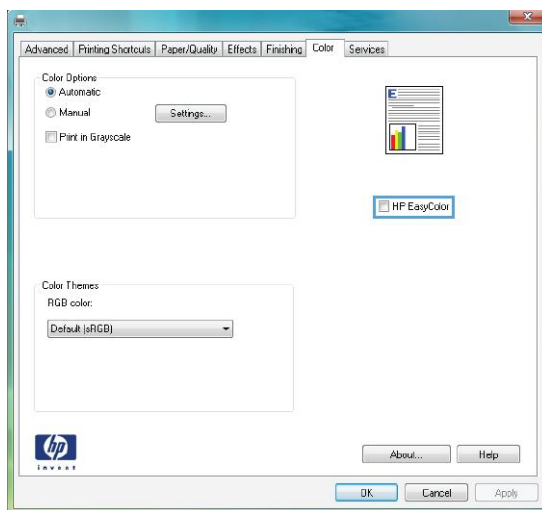 Advanced Printing Shortcuts Paper/Quality Effects Finishing Color Services
Color Options
Automatic
Manual Settings...
Print in Grayscale
E
HP EasyColor
Color Themes
RGB color:
Default (sRGB)
hp
invent
About... Help
OK Cancel Apply